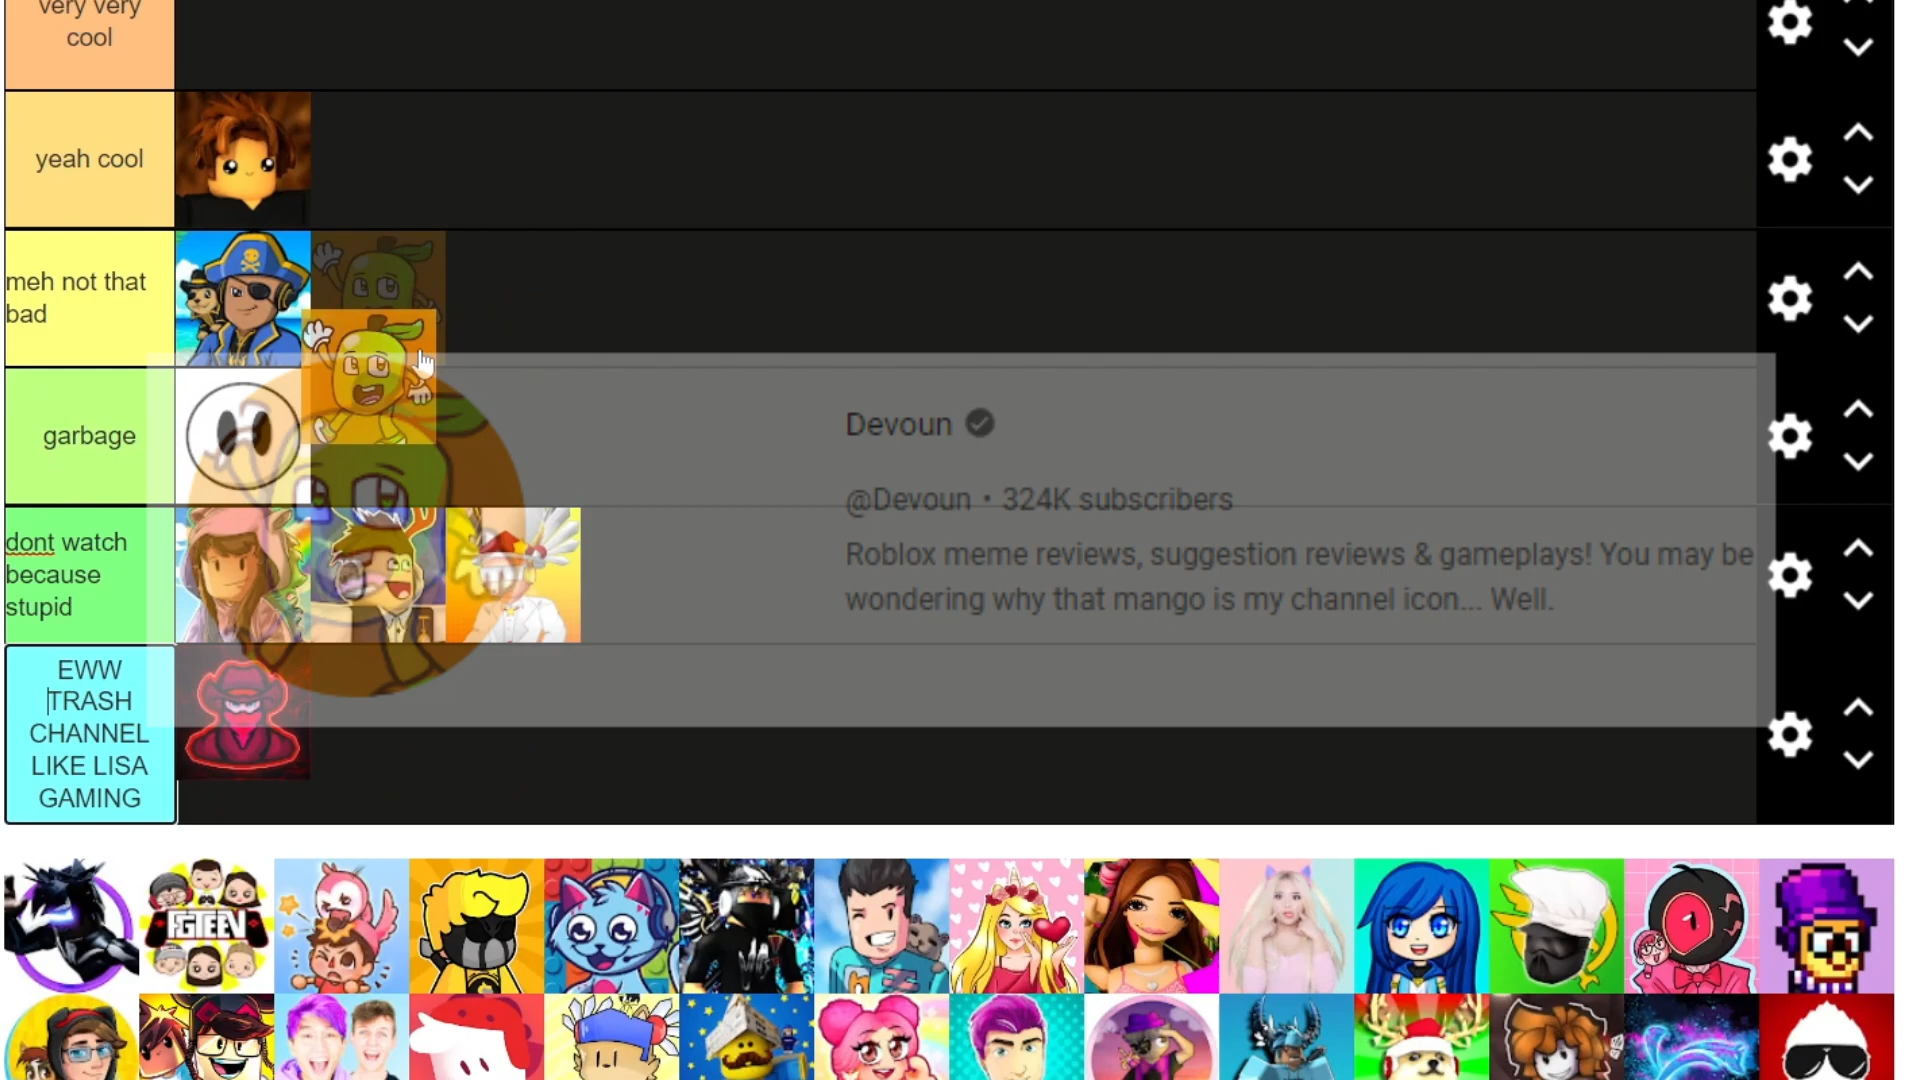 very very
cool
yeah cool
meh not that
bad
garbage
Devoun
@Devoun • 324K subscribers
Roblox meme reviews, suggestion reviews & gameplays! You may be
wondering why that mango is my channel icon... Well.
dont watch
because
stupid
EWW
TRASH
CHANNEL
LIKE LISA
GAMING
FGTEEV